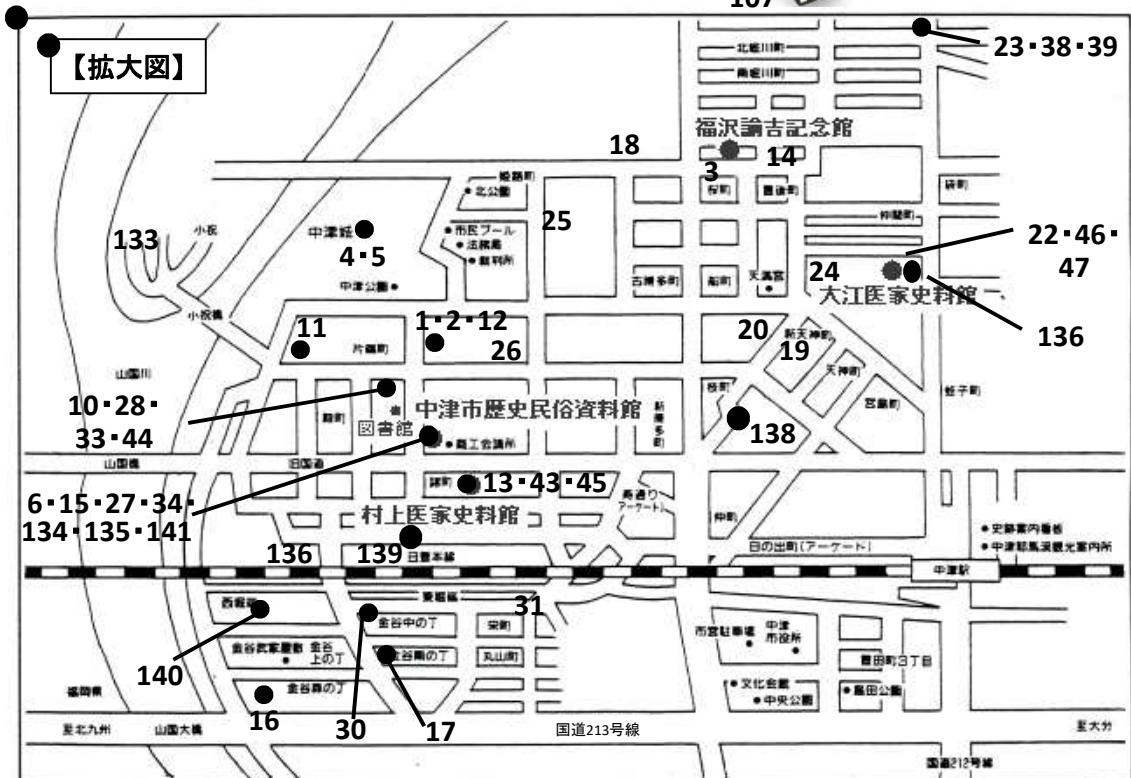 107
【拡大図】
北堀川町
南堀川町
23・38・39
福沢諭吉記念館
18
3
14
姫路町
北公園
桜町
豊後町
袋町
仲間町
133
小祝
中津城
4・5
市民プール
法務局
裁判所
25
22・46・
47
24
古博多町
船町
天満宮
大江医家史料館
中津公園
136
小祝橋
11
片端町
1・2・12
26
20
新天神町
19
天神町
山国川
枝町
宮島町
蛭子町
10・28・
33・44
殿町
中津市歴史民俗資料館
図書館
商工会議所
新博多町
138
山国橋
旧国道
6・15・27・34・
134・135・141
諸町
13・43・45
寿通り
(アーケード)
村上医家史料館
仲町
史跡案内看板
中津耶馬渓観光案内所
136
139
日豊本線
日の出町(アーケード)
中津駅
西堀端
東堀端
31
金谷中の丁
栄町
市営駐車場
中津
市役所
金谷武家屋敷
金谷
上の丁
金谷南の丁
丸山町
豊田町3丁目
140
文化会館
中央公園
島田公園
福岡県
16
30
17
至北九州
山国大橋
国道213号線
至大分
国道212号線